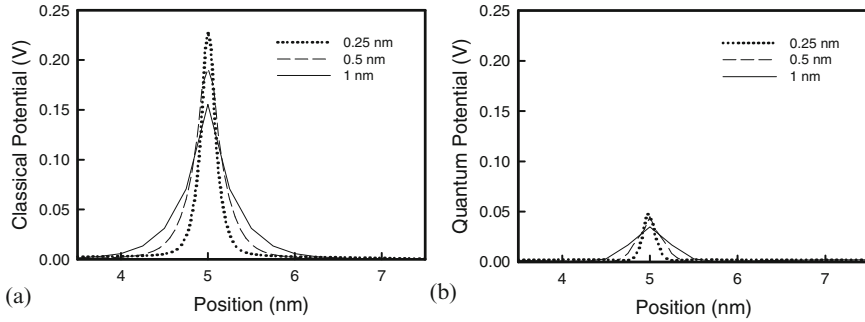 0.25
0.20
0.15
0.10
0.05
0.00
Classical Potential (V)
0.25 nm
0.5 nm
1 nm
4 5 6 7
Position (nm)
(a)
0.25
0.20
0.15
0.10
0.05
0.00
Quantum Potential (V)
0.25 nm
0.5 nm
1 nm
4 5 6 7
Position (nm)
(b)